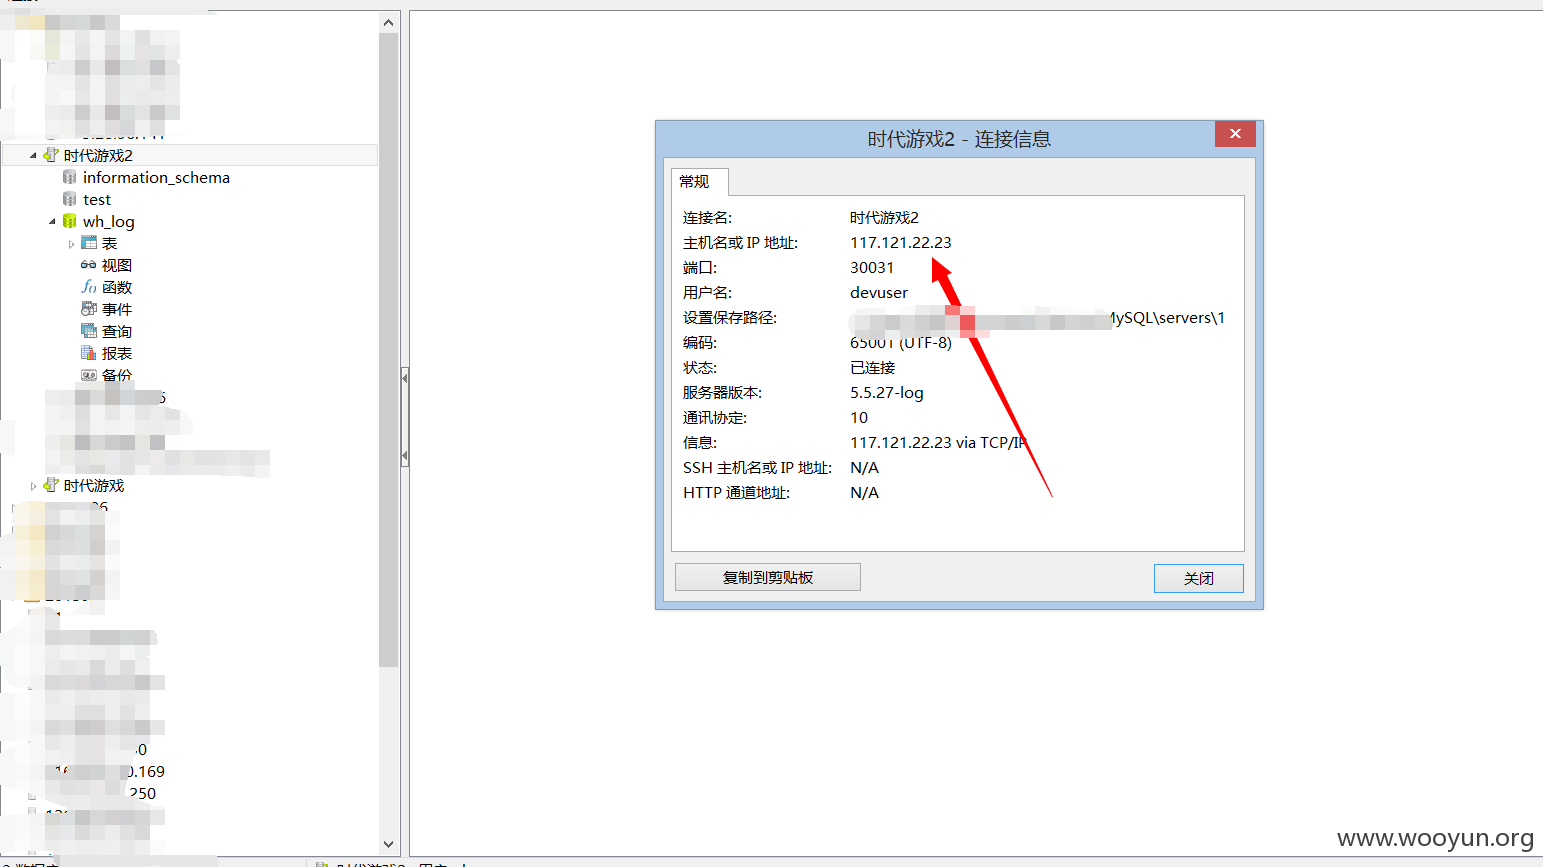 时代游戏2
information_schema
test
wh_log
表
视图
函数
事件
查询
报表
备份
时代游戏
0.169
250
时代游戏2 - 连接信息
常规
连接名: 时代游戏2
主机名或 IP 地址: 117.121.22.23
端口: 30031
用户名: devuser
设置保存路径: MySQL\servers\1
编码: 65001 (UTF-8)
状态: 已连接
服务器版本: 5.5.27-log
通讯协定: 10
信息: 117.121.22.23 via TCP/IP
SSH 主机名或 IP 地址: N/A
HTTP 通道地址: N/A
复制到剪贴板
关闭
www.wooyun.org